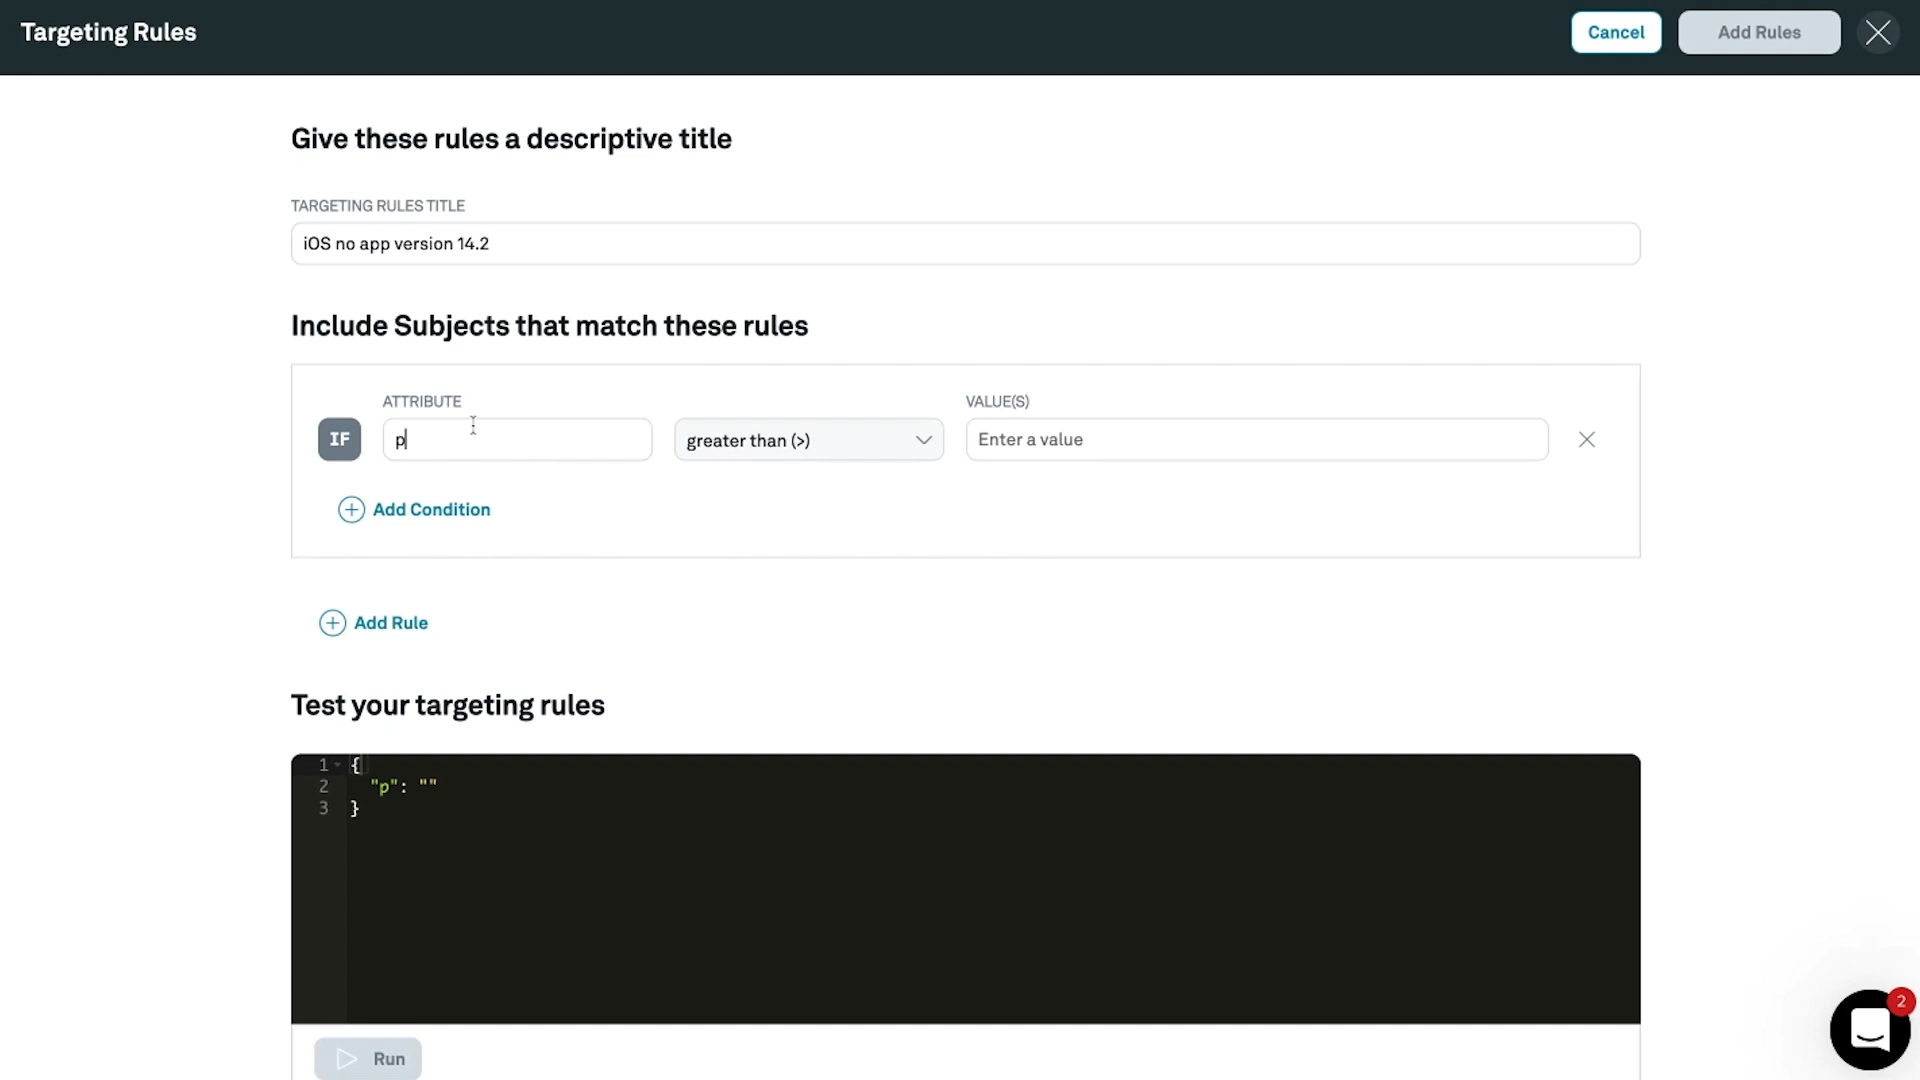 Targeting Rules
Cancel
Add Rules
Give these rules a descriptive title
TARGETING RULES TITLE
iOS no app version 14.2
Include Subjects that match these rules
ATTRIBUTE
VALUE(S)
IF
p
greater than (>)
Enter a value
Add Condition
Add Rule
Test your targeting rules
1 {
2 "p": ""
3 }
Run
2